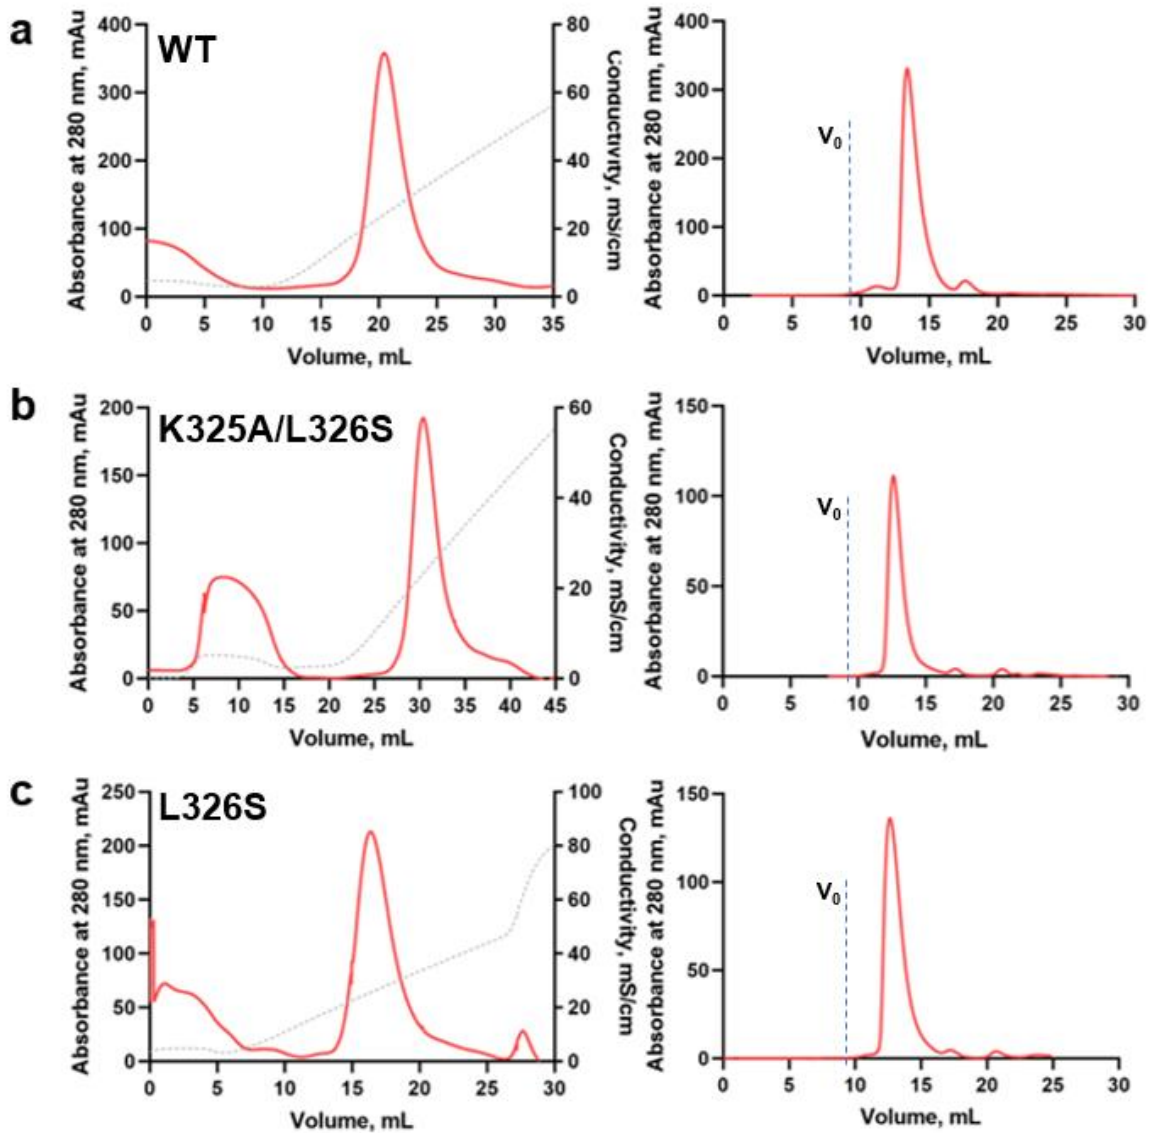 a
WT
Absorbance at 280 nm, mAu
400
300
200
100
0
80
60
40
20
0
Conductivity, mS/cm
0 5 10 15 20 25 30 35
Volume, mL
Absorbance at 280 nm, mAu
400
300
200
100
0
V0
0 5 10 15 20 25 30
Volume, mL
b
K325A/L326S
Absorbance at 280 nm, mAu
200
150
100
50
0
60
40
20
0
Conductivity, mS/cm
0 5 10 15 20 25 30 35 40 45
Volume, mL
Absorbance at 280 nm, mAu
150
100
50
0
V0
0 5 10 15 20 25 30
Volume, mL
c
L326S
Absorbance at 280 nm, mAu
250
200
150
100
50
0
100
80
60
40
20
0
Conductivity, mS/cm
0 5 10 15 20 25 30
Volume, mL
Absorbance at 280 nm, mAu
150
100
50
0
V0
0 5 10 15 20 25 30
Volume, mL